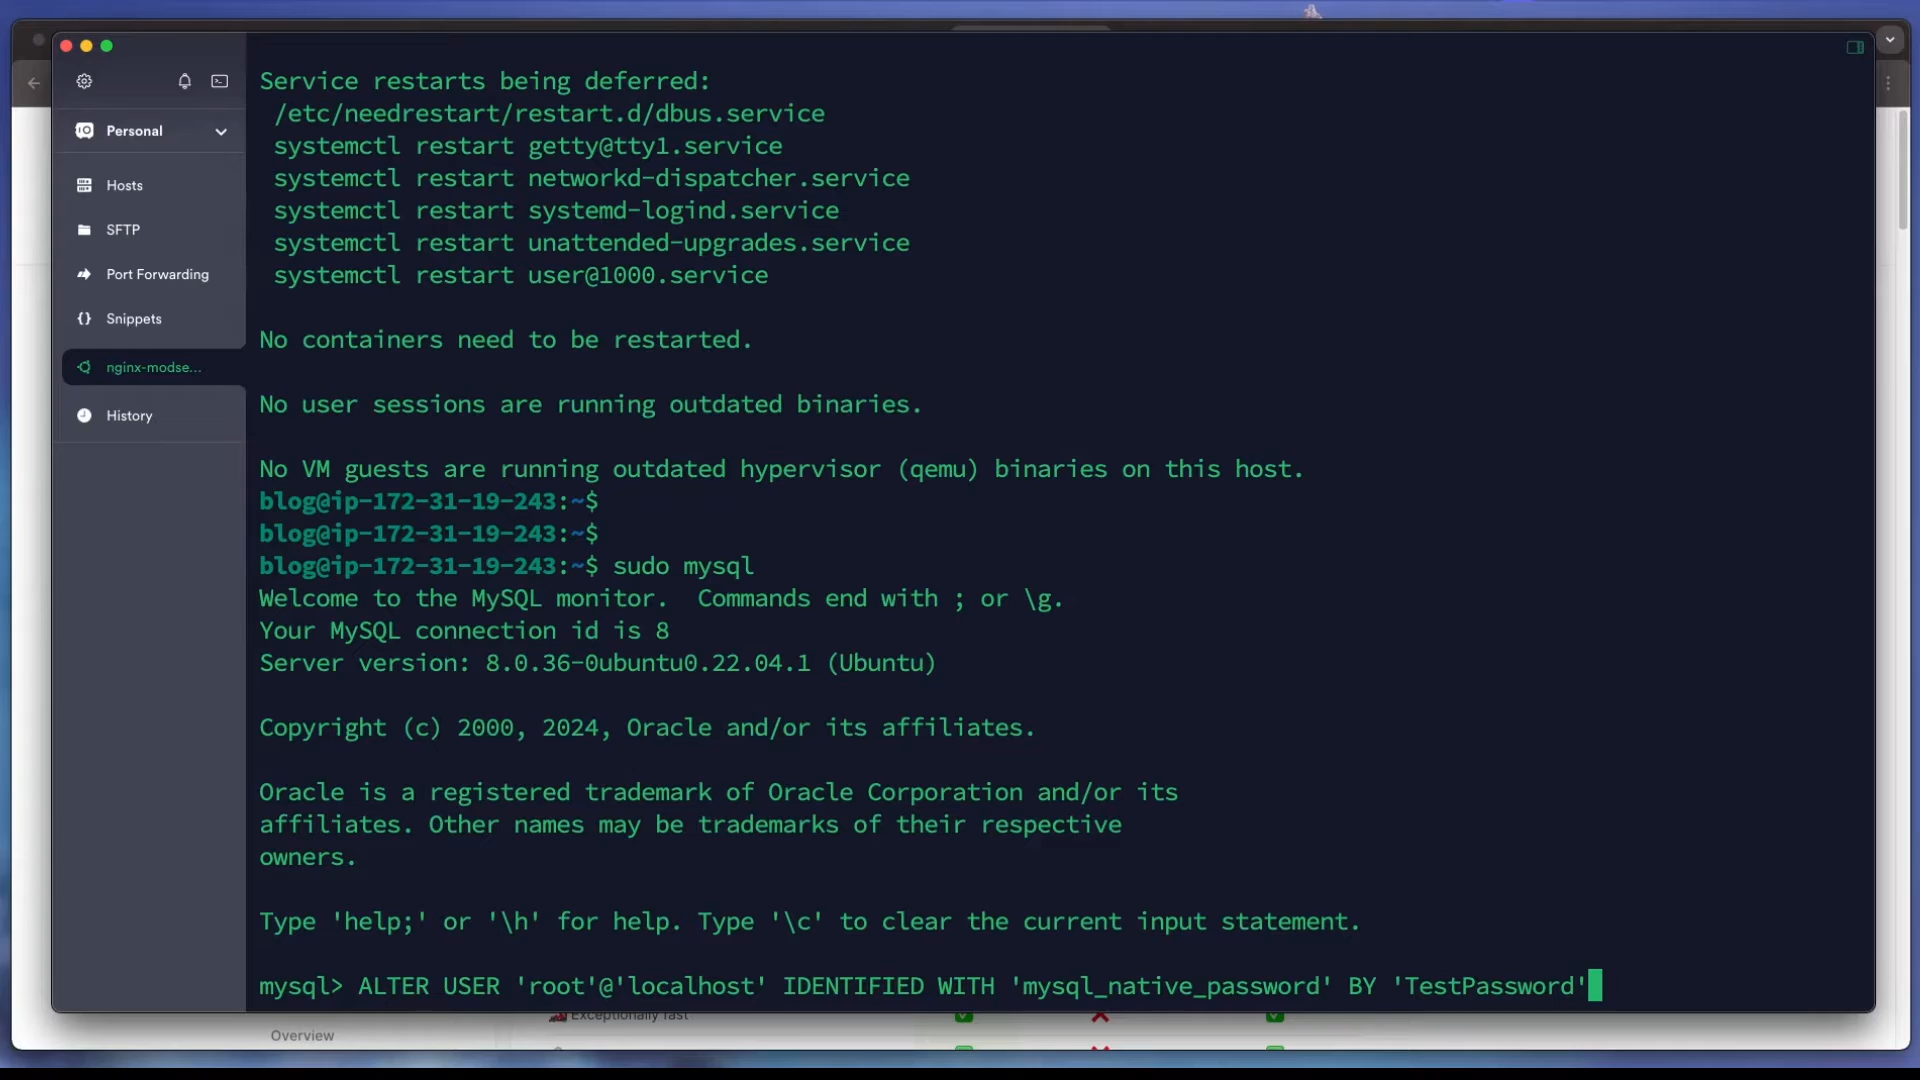 Personal
Hosts
SFTP
Port Forwarding
Snippets
nginx-modse...
History
Service restarts being deferred:
/etc/needrestart/restart.d/dbus.service
systemctl restart getty@tty1.service
systemctl restart networkd-dispatcher.service
systemctl restart systemd-logind.service
systemctl restart unattended-upgrades.service
systemctl restart user@1000.service
No containers need to be restarted.
No user sessions are running outdated binaries.
No VM guests are running outdated hypervisor (qemu) binaries on this host.
blog@ip-172-31-19-243:~$
blog@ip-172-31-19-243:~$
blog@ip-172-31-19-243:~$ sudo mysql
Welcome to the MySQL monitor.  Commands end with ; or \g.
Your MySQL connection id is 8
Server version: 8.0.36-0ubuntu0.22.04.1 (Ubuntu)
Copyright (c) 2000, 2024, Oracle and/or its affiliates.
Oracle is a registered trademark of Oracle Corporation and/or its
affiliates. Other names may be trademarks of their respective
owners.
Type 'help;' or '\h' for help. Type '\c' to clear the current input statement.
mysql> ALTER USER 'root'@'localhost' IDENTIFIED WITH 'mysql_native_password' BY 'TestPassword'
Exceptionally fast
Overview